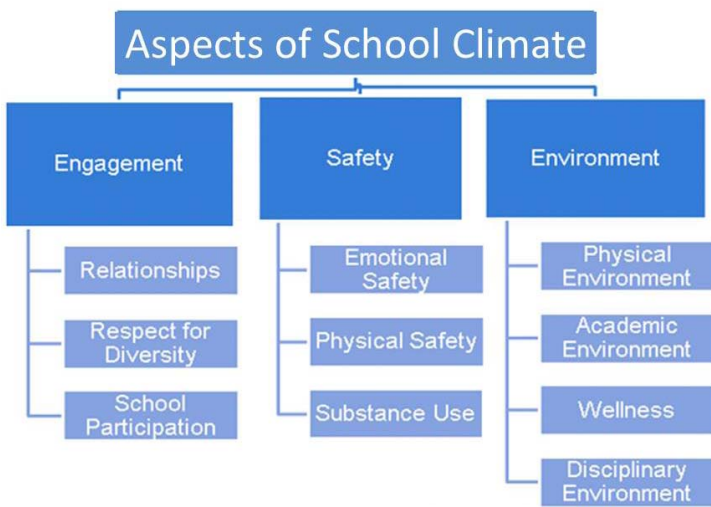 Aspects of School Climate
Engagement
Relationships
Respect for
Diversity
School
Participation
Safety
Emotional
Safety
Physical Safety
Substance Use
Environment
Physical
Environment
Academic
Environment
Wellness
Disciplinary
Environment